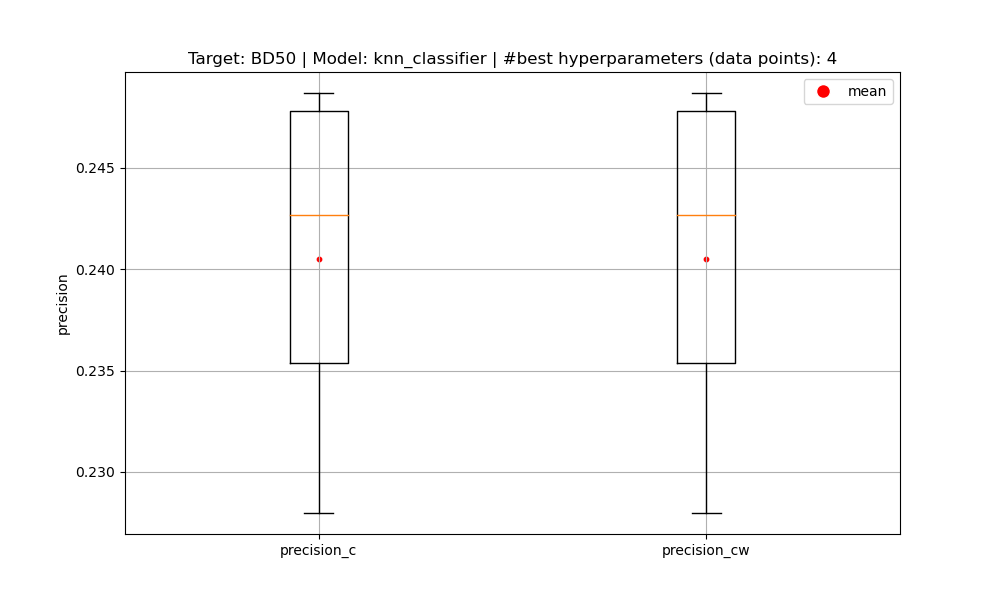 Target: BD50 | Model: knn_classifier | #best hyperparameters (data points): 4
mean
0.245
0.240
0.235
0.230
precision
precision_c
precision_cw